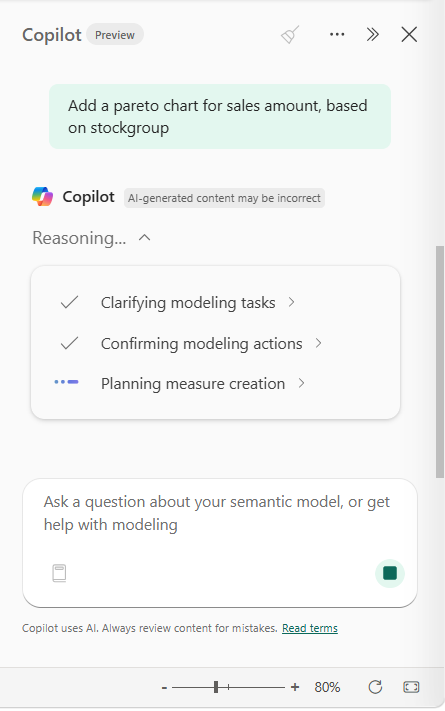 Copilot Preview
Add a pareto chart for sales amount, based
on stockgroup
Copilot AI-generated content may be incorrect
Reasoning...
Clarifying modeling tasks
Confirming modeling actions
Planning measure creation
Ask a question about your semantic model, or get
help with modeling
Copilot uses AI. Always review content for mistakes. Read terms
- + 80%